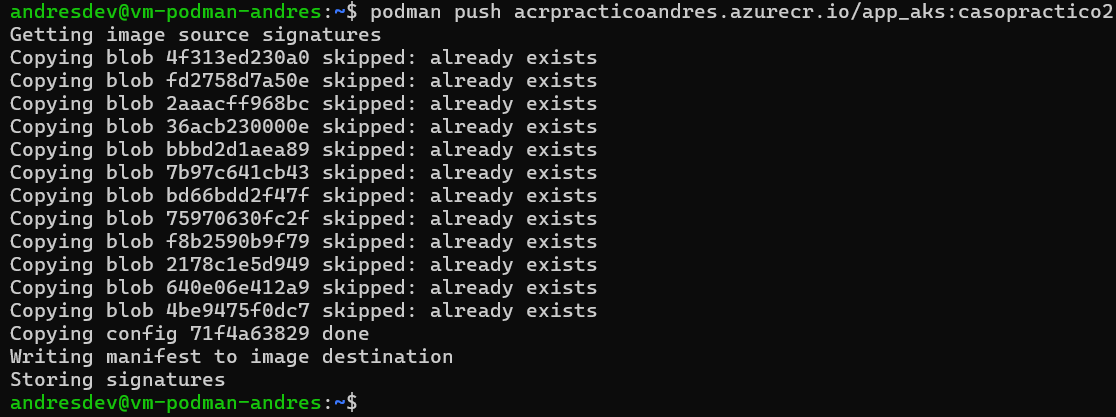 andresdev@vm-podman-andres:~$ podman push acrpracticoandres.azurecr.io/app_aks:casopractico2
Getting image source signatures
Copying blob 4f313ed230a0 skipped: already exists
Copying blob fd2758d7a50e skipped: already exists
Copying blob 2aaacff968bc skipped: already exists
Copying blob 36acb230000e skipped: already exists
Copying blob bbbd2d1aea89 skipped: already exists
Copying blob 7b97c641cb43 skipped: already exists
Copying blob bd66bdd2f47f skipped: already exists
Copying blob 75970630fc2f skipped: already exists
Copying blob f8b2590b9f79 skipped: already exists
Copying blob 2178c1e5d949 skipped: already exists
Copying blob 640e06e412a9 skipped: already exists
Copying blob 4be9475f0dc7 skipped: already exists
Copying config 71f4a63829 done
Writing manifest to image destination
Storing signatures
andresdev@vm-podman-andres:~$